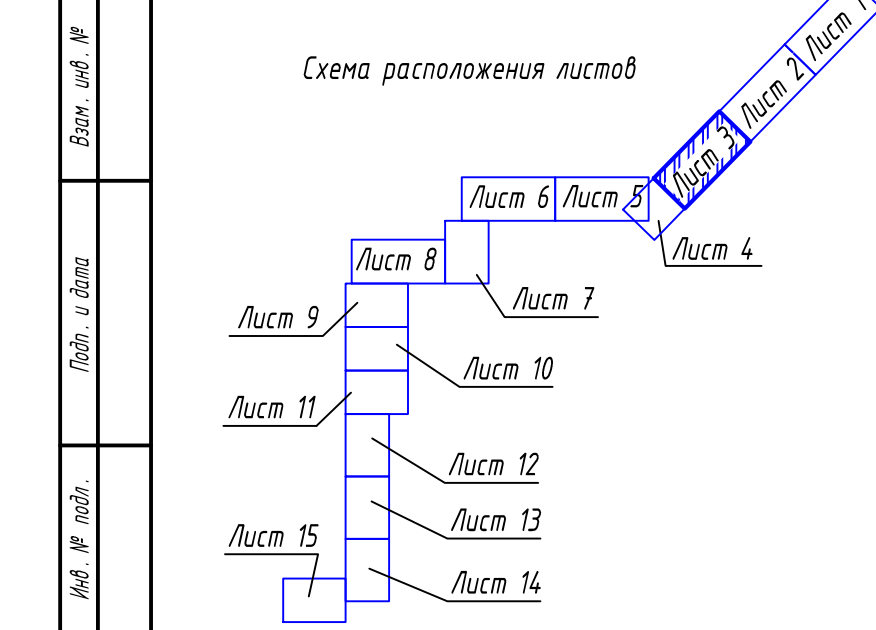 Взам. инв. №
Подп. и дата
Инв. № подл.
Схема расположения листов
Лист 1
Лист 2
Лист 3
Лист 6
Лист 5
Лист 4
Лист 8
Лист 7
Лист 9
Лист 10
Лист 11
Лист 12
Лист 13
Лист 15
Лист 14